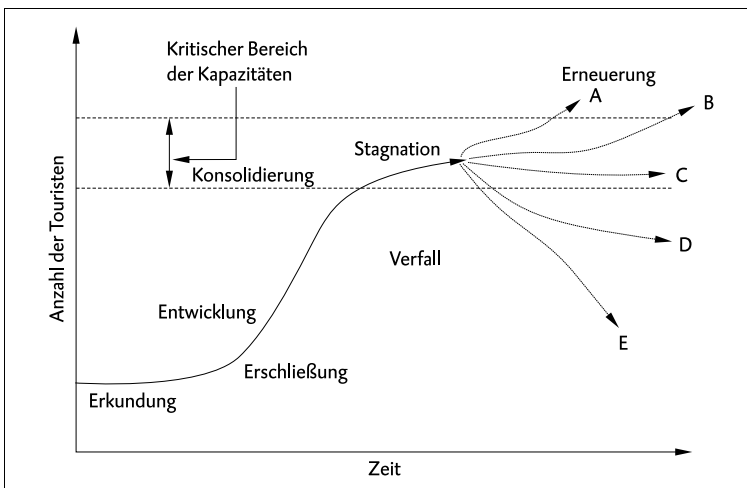 Kritischer Bereich
der Kapazitäten
Erneuerung
A
B
Stagnation
C
Konsolidierung
Anzahl der Touristen
D
Verfall
Entwicklung
E
Erschließung
Erkundung
Zeit